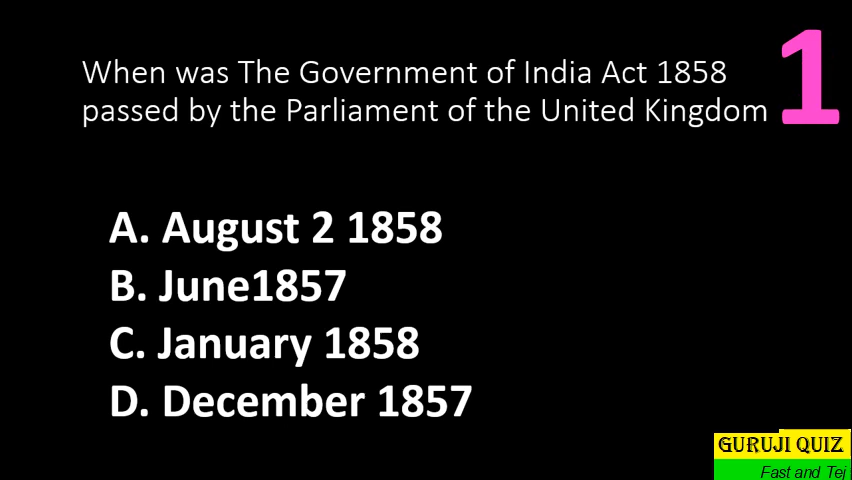 When was The Government of India Act 1858
passed by the Parliament of the United Kingdom
1
A. August 2 1858
B. June1857
C. January 1858
D. December 1857
GURUJI QUIZ
Fast and Tej